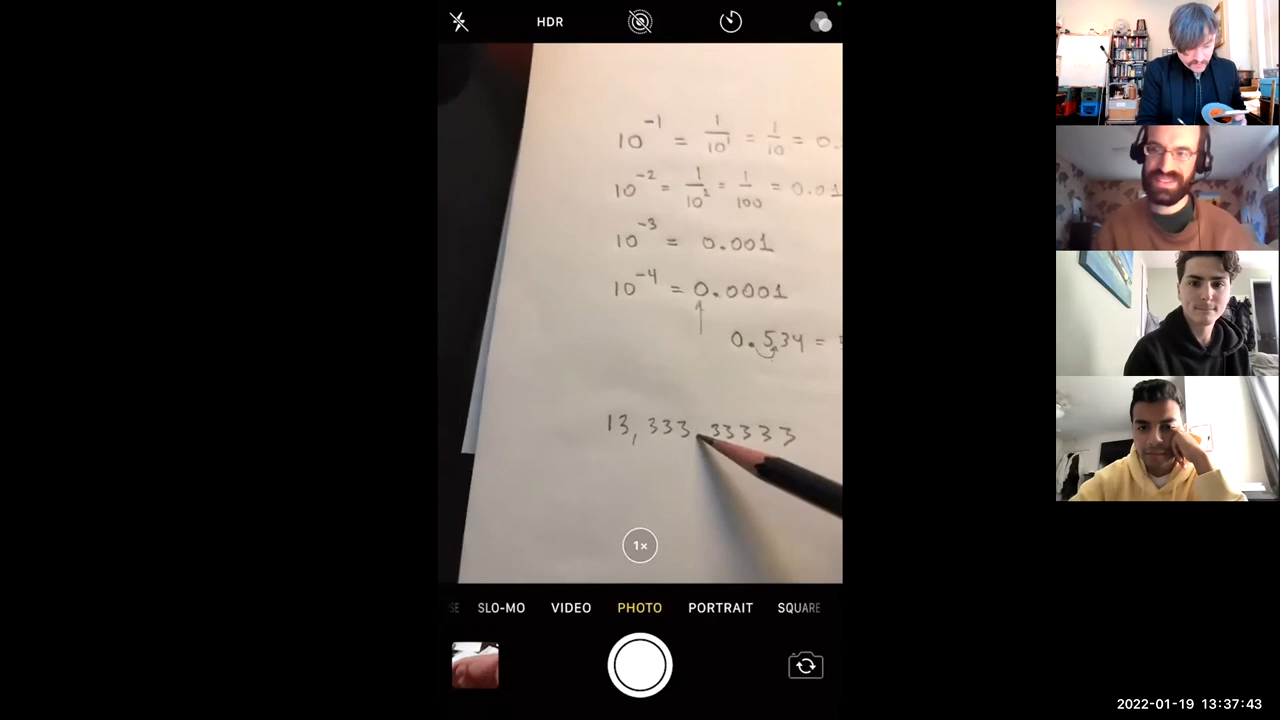 HDR
10^-1 = 1/10^1 = 1/10 = 0.
10^-2 = 1/10^2 = 1/100 = 0.01
10^-3 = 0.001
10^-4 = 0.0001
0.534 =
13,333.33333
1×
SLO-MO VIDEO PHOTO PORTRAIT SQUARE
2022-01-19 13:37:43